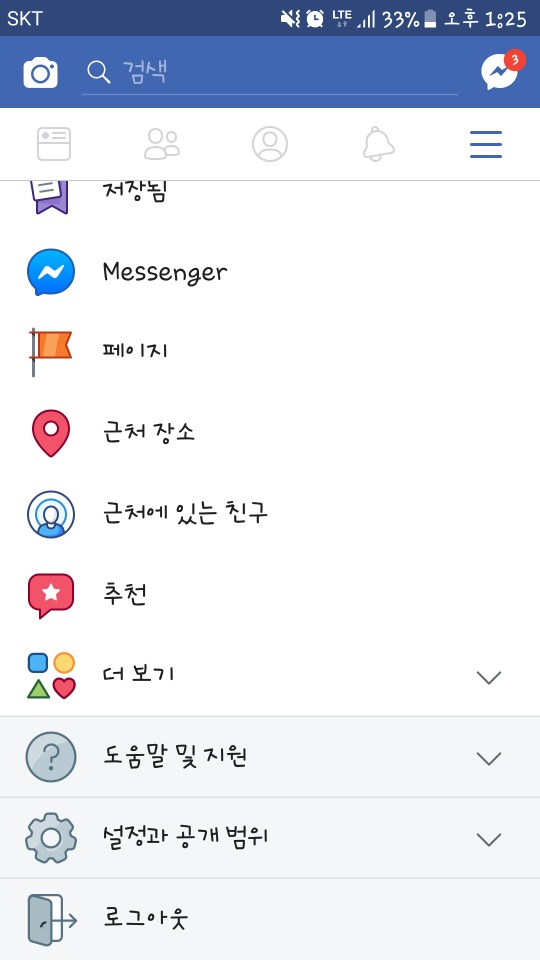 SKT LTE 33% 오후 1:25
검색
3
저장됨
Messenger
페이지
근처 장소
근처에 있는 친구
추천
더 보기
도움말 및 지원
설정과 공개 범위
로그아웃